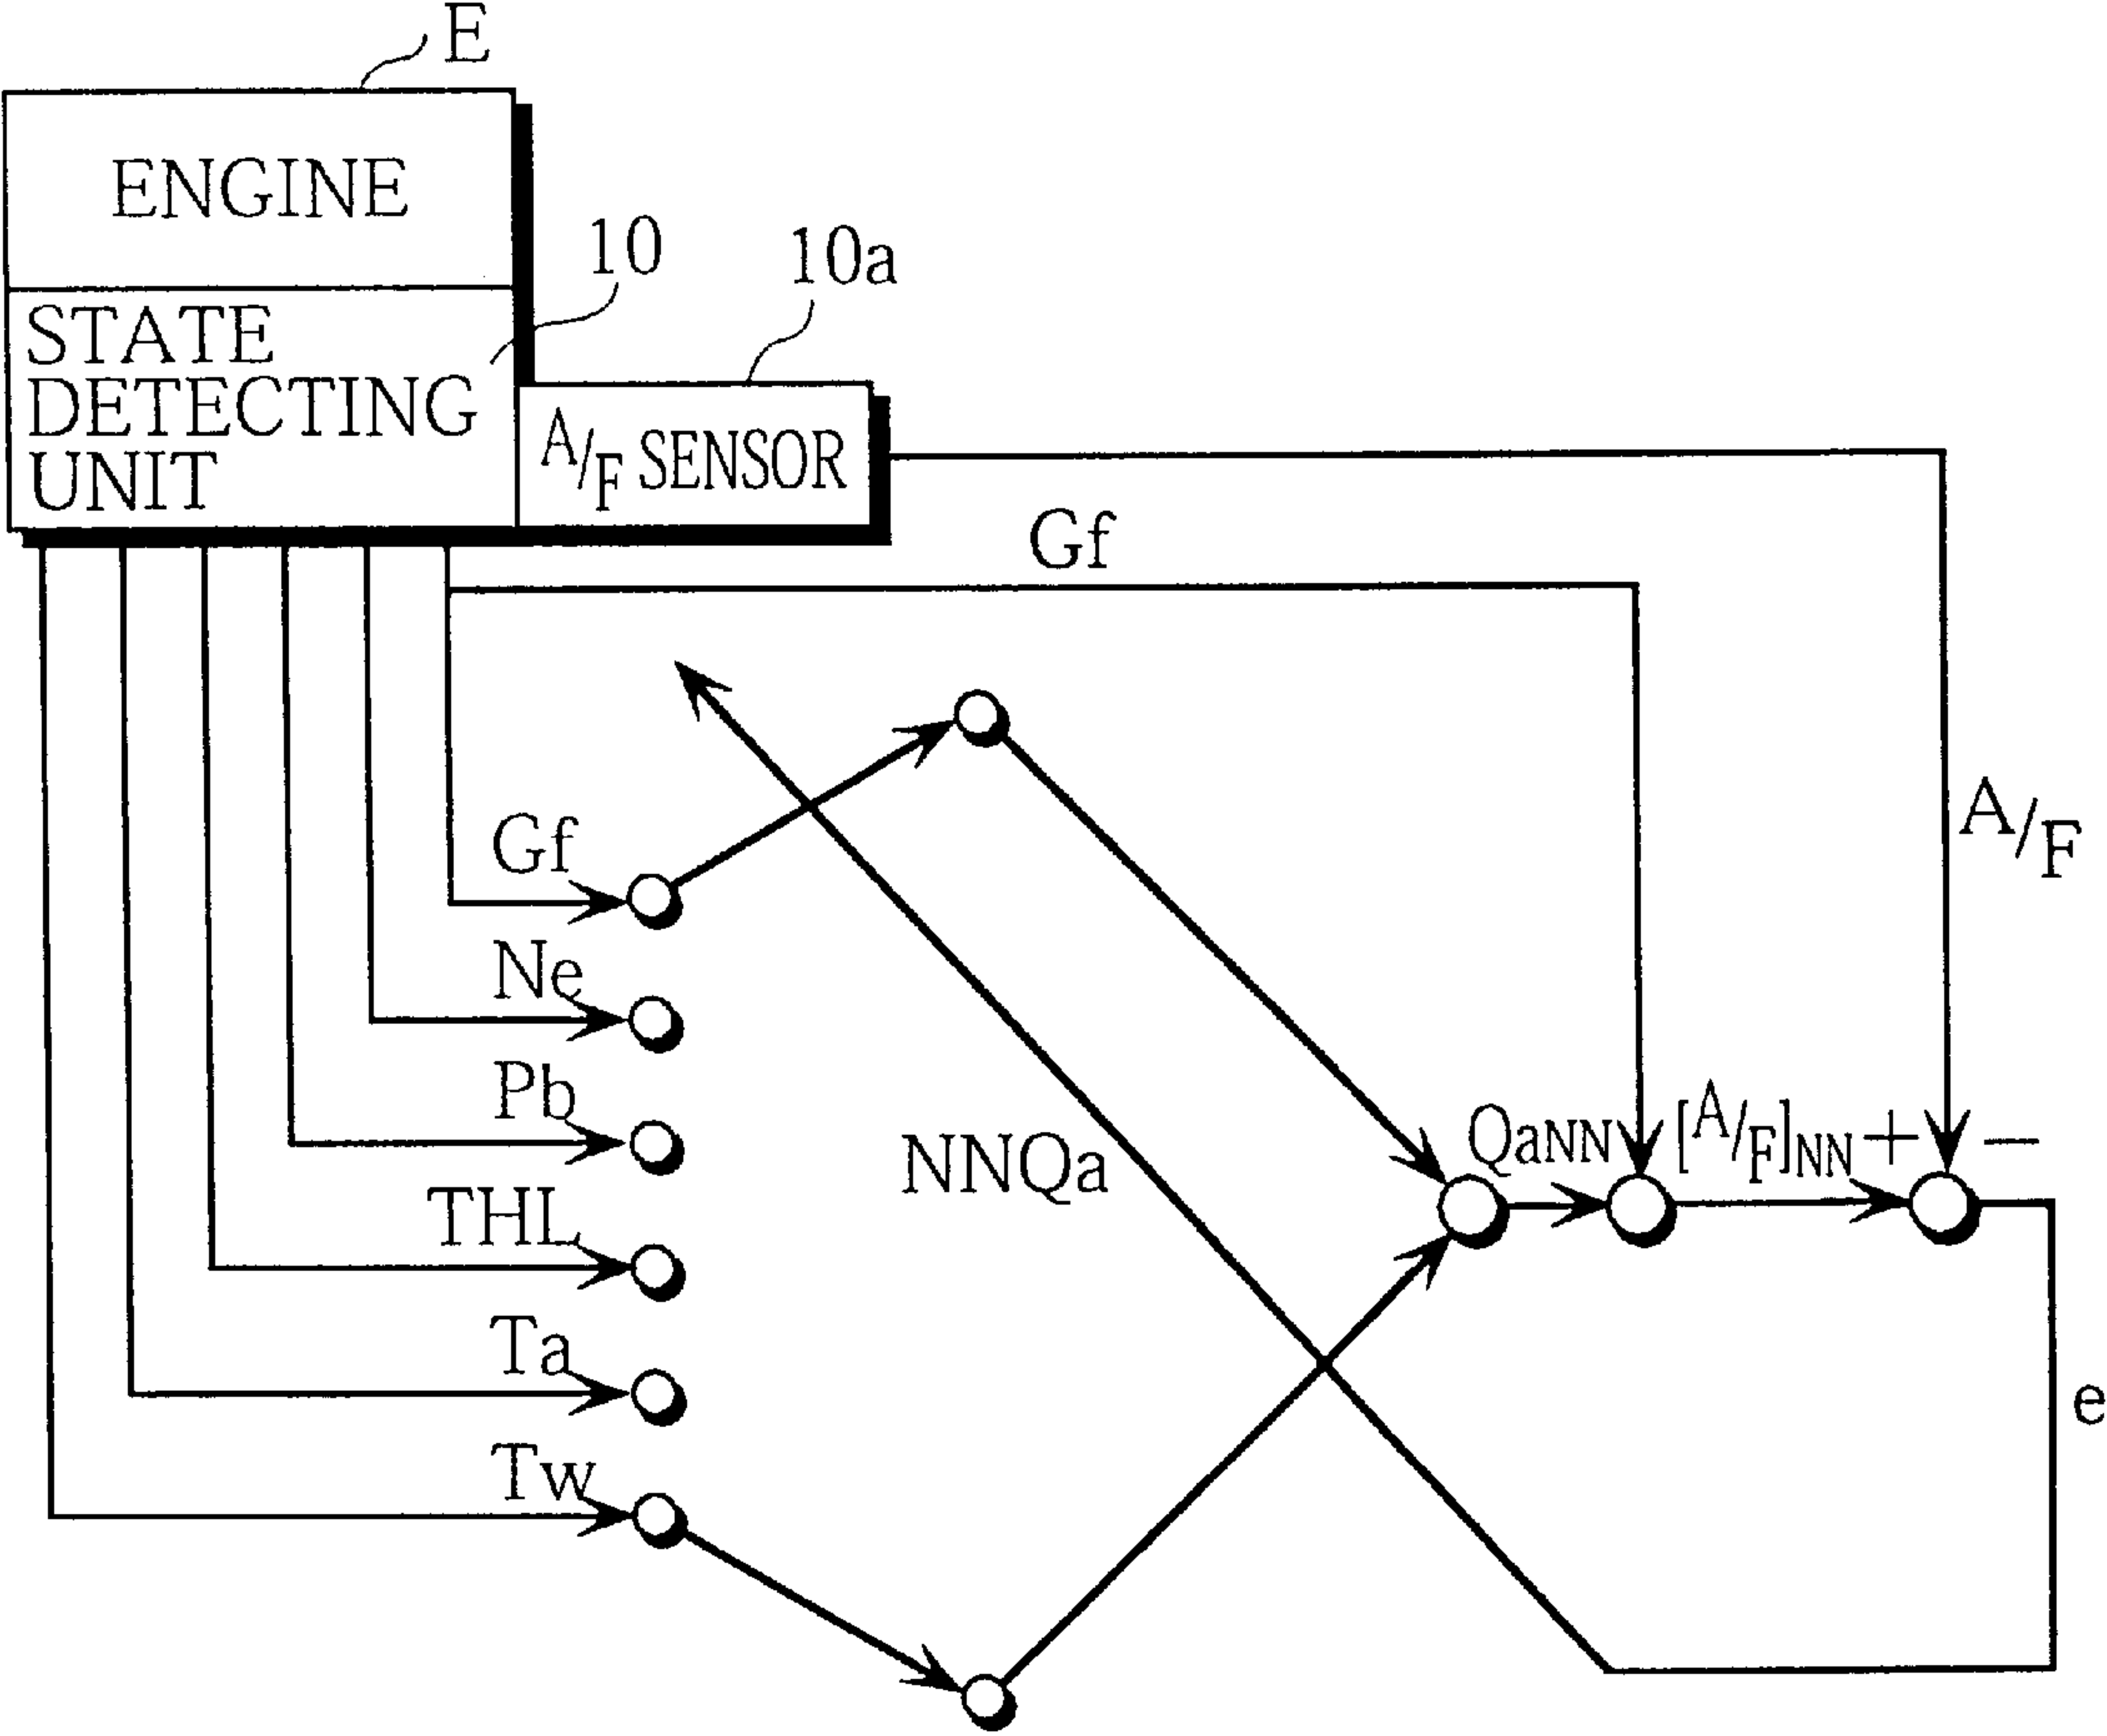 E
ENGINE
10
10a
STATE
DETECTING
UNIT
A/F SENSOR
Gf
A/F
Gf
Ne
Pb
THL
Ta
Tw
NNQa
QaNN
[A/F]NN
+
−
e